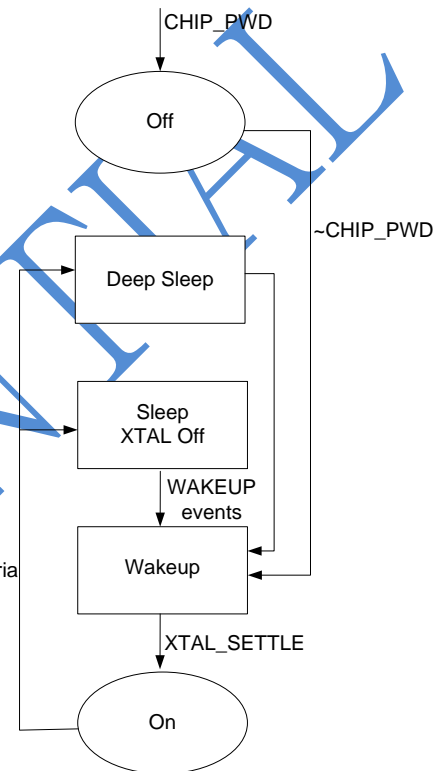 CHIP_PWD
Off
~CHIP_PWD
Deep Sleep
Sleep
XTAL Off
WAKEUP
events
Wakeup
XTAL_SETTLE
On